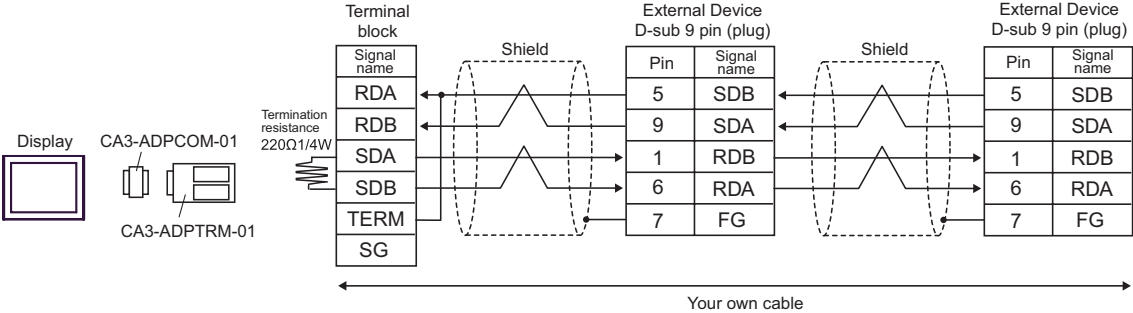 Terminal
block
External Device
D-sub 9 pin (plug)
External Device
D-sub 9 pin (plug)
Display
CA3-ADPCOM-01
CA3-ADPTRM-01
Termination
resistance
220Ω1/4W
Signal
name
RDA
RDB
SDA
SDB
TERM
SG
Shield
Pin Signal
name
5 SDB
9 SDA
1 RDB
6 RDA
7 FG
Shield
Pin Signal
name
5 SDB
9 SDA
1 RDB
6 RDA
7 FG
Your own cable